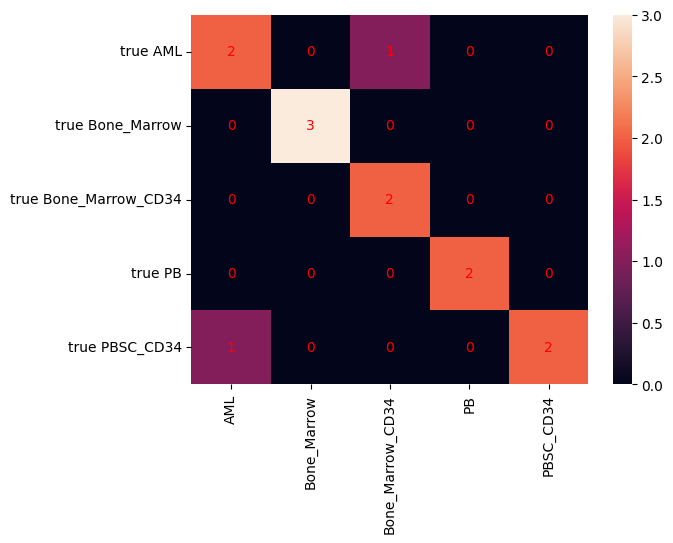 true AML 2 0 1 0 0
true Bone_Marrow 0 3 0 0 0
true Bone_Marrow_CD34 0 0 2 0 0
true PB 0 0 0 2 0
true PBSC_CD34 1 0 0 0 2
AML Bone_Marrow Bone_Marrow_CD34 PB PBSC_CD34
3.0
2.5
2.0
1.5
1.0
0.5
0.0